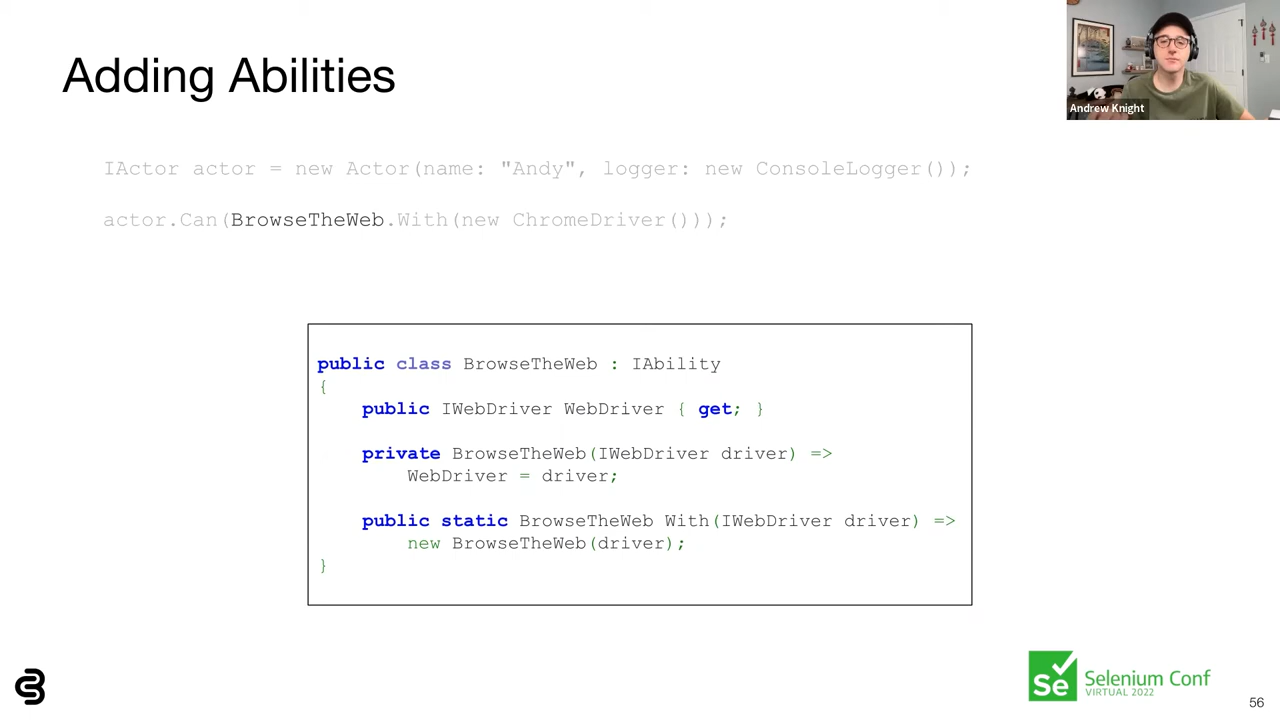 Adding Abilities
Andrew Knight
IActor actor = new Actor(name: "Andy", logger: new ConsoleLogger());
actor.Can(BrowseTheWeb.With(new ChromeDriver()));
public class BrowseTheWeb : IAbility
{
public IWebDriver WebDriver { get; }
private BrowseTheWeb(IWebDriver driver) =>
WebDriver = driver;
public static BrowseTheWeb With(IWebDriver driver) =>
new BrowseTheWeb(driver);
}
Se Selenium Conf
VIRTUAL 2022
56